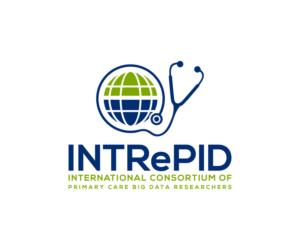 INTRePID
INTERNATIONAL CONSORTIUM OF
PRIMARY CARE BIG DATA RESEARCHERS